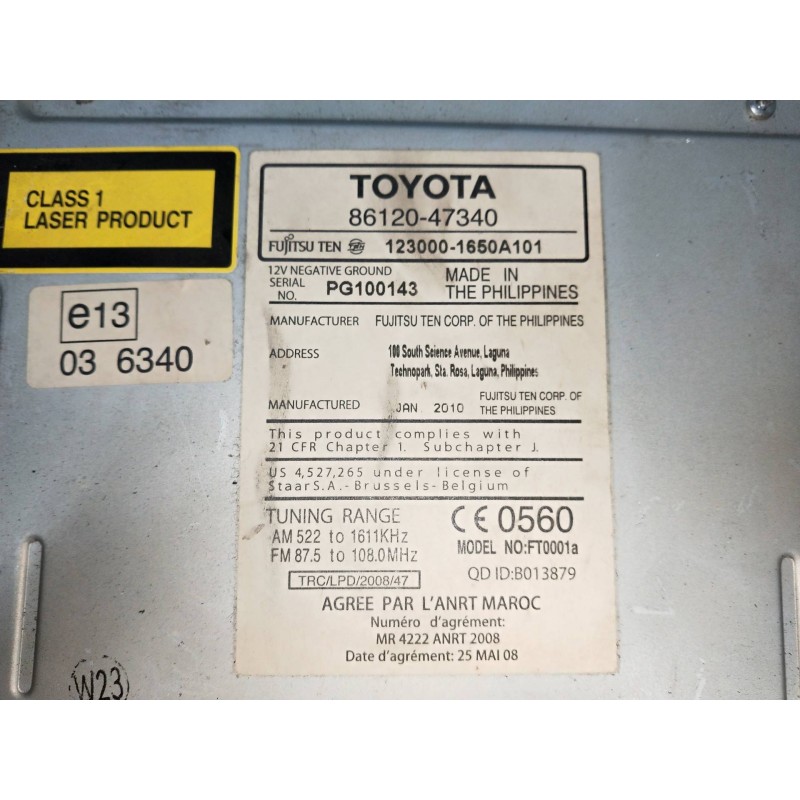 CLASS 1
LASER PRODUCT
e13
03 6340
TOYOTA
86120-47340
FUJITSU TEN 123000-1650A101
12V NEGATIVE GROUND
SERIAL NO. PG100143
MADE IN THE PHILIPPINES
MANUFACTURER FUJITSU TEN CORP. OF THE PHILIPPINES
ADDRESS 100 South Science Avenue, Laguna
Technopark, Sta. Rosa, Laguna, Philippines
MANUFACTURED JAN 2010 FUJITSU TEN CORP. OF
THE PHILIPPINES
This product complies with
21 CFR Chapter 1. Subchapter J.
US 4,527,265 under license of
Staar S.A.- Brussels- Belgium
TUNING RANGE
AM 522 to 1611KHz
FM 87.5 to 108.0MHz
CE 0560
MODEL NO:FT0001a
TRC/LPD/2008/47
QD ID:B013879
AGREE PAR L'ANRT MAROC
Numéro d'agrément:
MR 4222 ANRT 2008
Date d'agrément: 25 MAI 08
W23